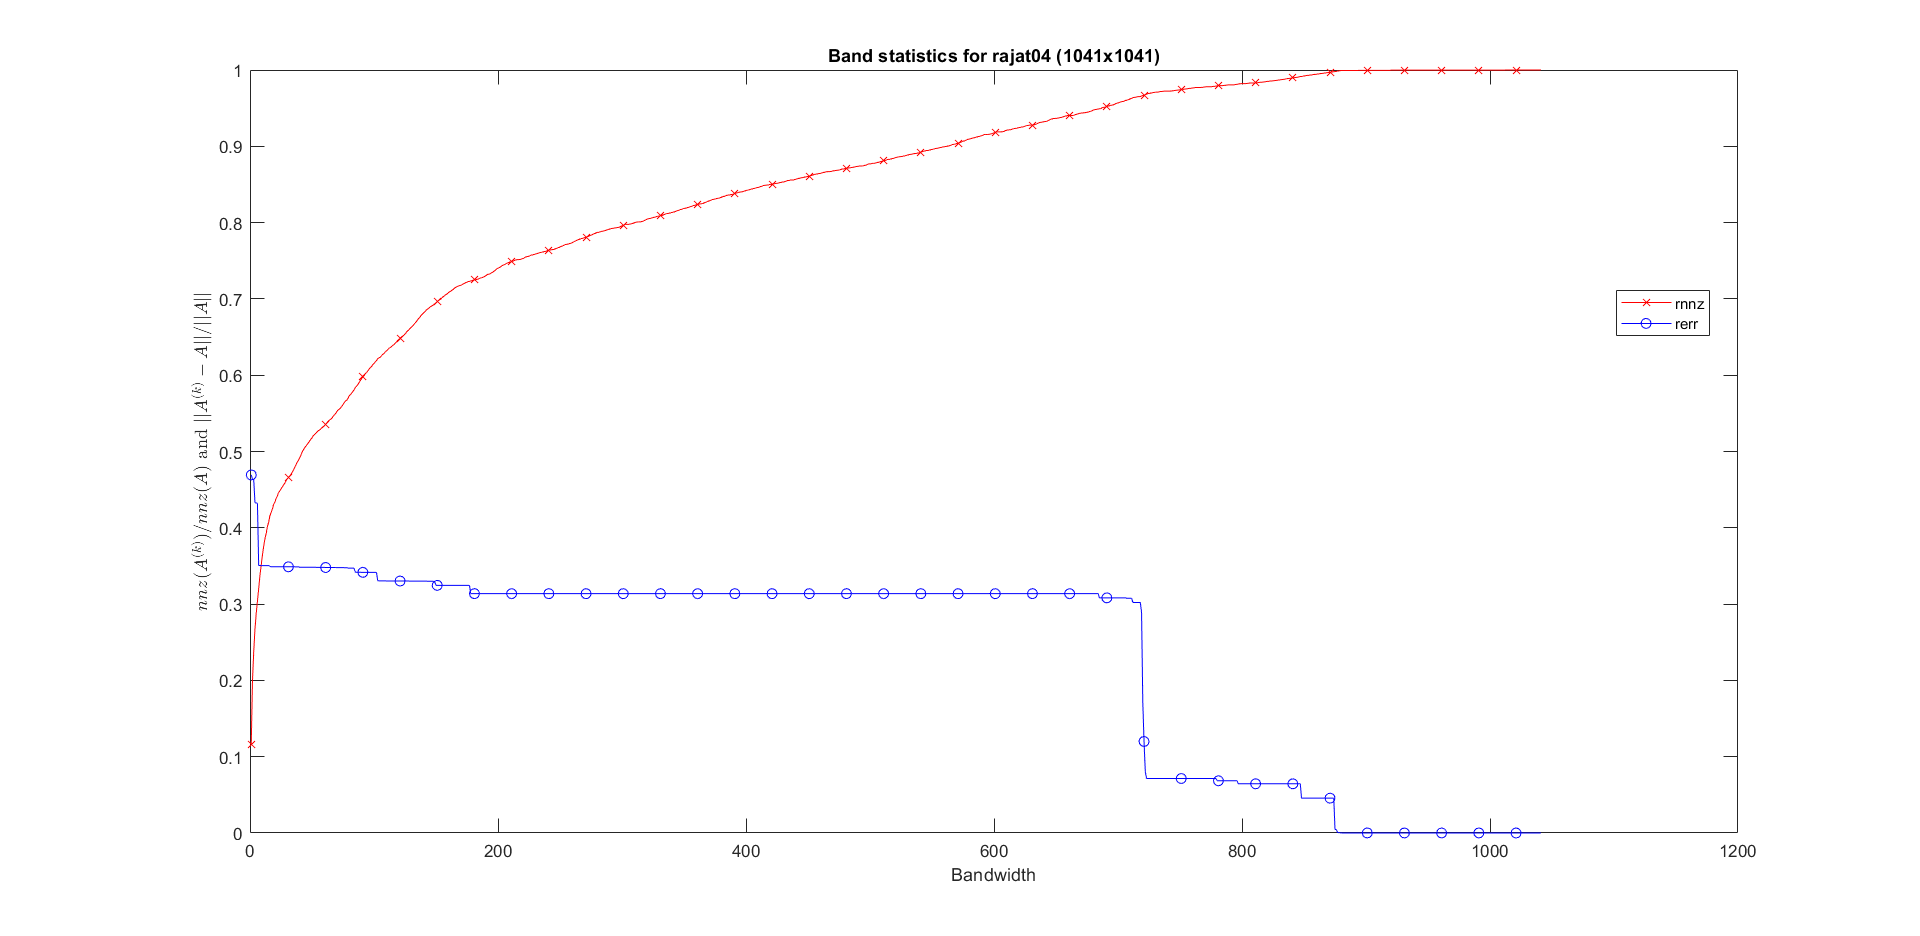 Band statistics for rajat04 (1041x1041)
1
0.9
0.8
0.7
0.6
0.5
0.4
0.3
0.2
0.1
0
nnz(A^(k))/nnz(A) and ||A^(k) − A||/||A||
rnnz
rerr
0 200 400 600 800 1000 1200
Bandwidth